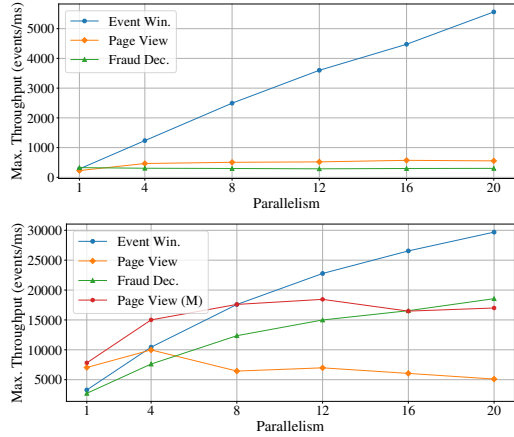 Max. Throughput (events/ms)
5000
4000
3000
2000
1000
0
Event Win.
Page View
Fraud Dec.
1 4 8 12 16 20
Parallelism
Max. Throughput (events/ms)
30000
25000
20000
15000
10000
5000
Event Win.
Page View
Fraud Dec.
Page View (M)
1 4 8 12 16 20
Parallelism